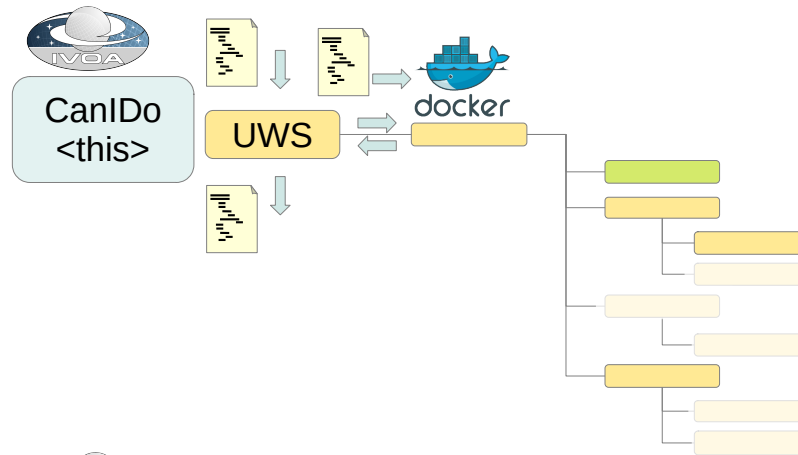 IVOA
CanIDo
<this>
UWS
docker